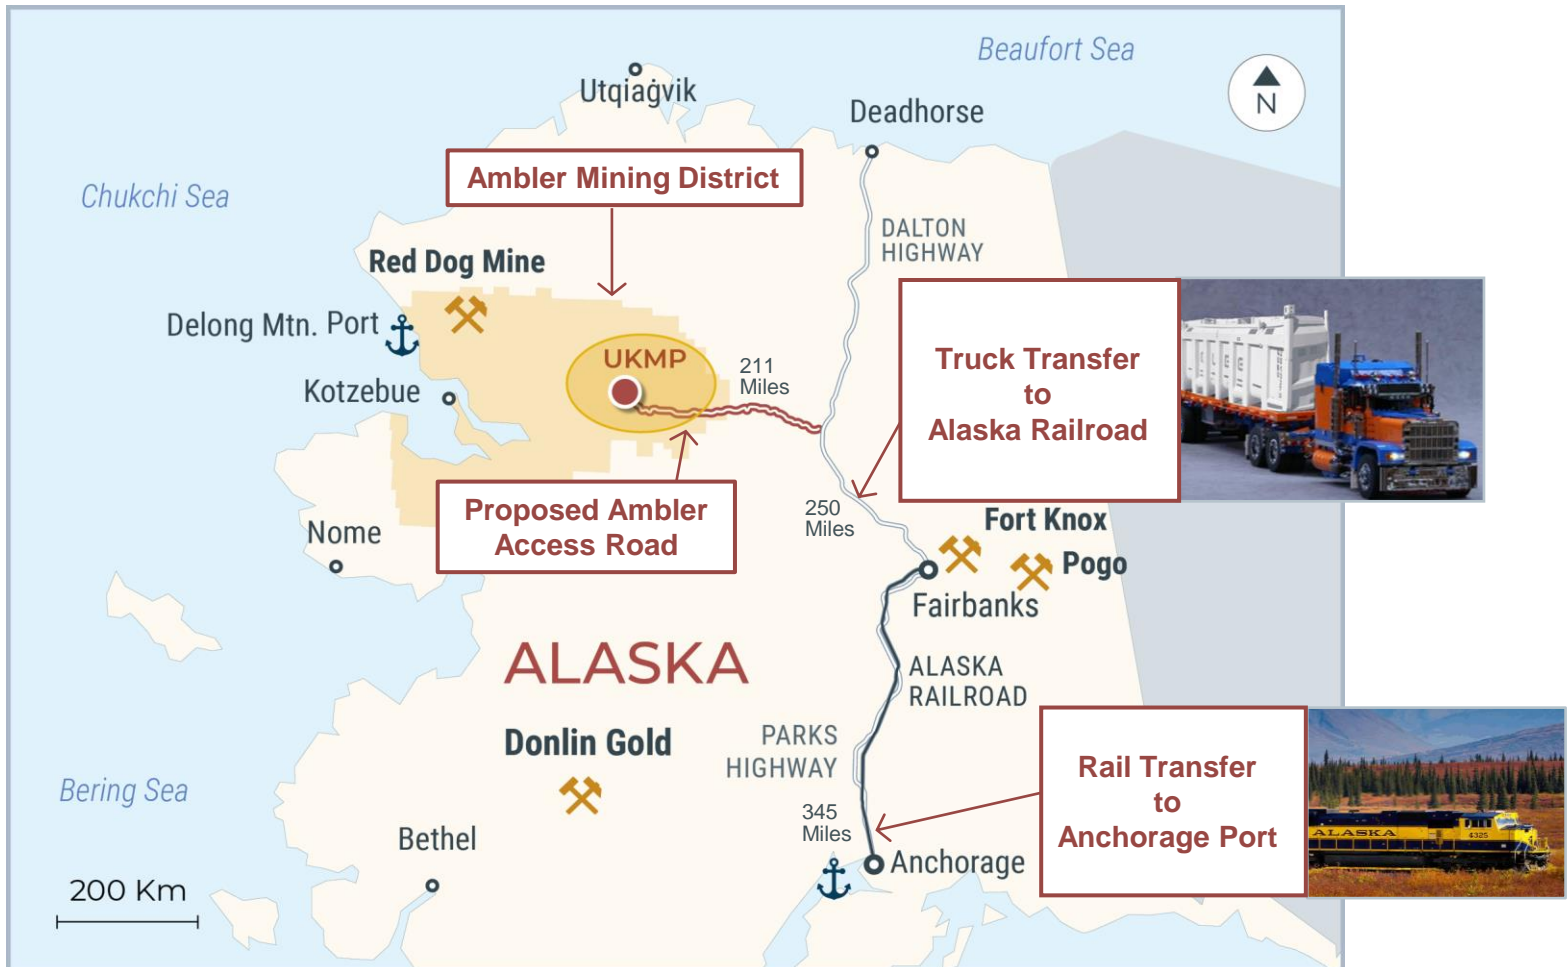 Beaufort Sea
Utqiaġvik
N
Deadhorse
Ambler Mining District
Chukchi Sea
DALTON
HIGHWAY
Red Dog Mine
Delong Mtn. Port
Truck Transfer
to
Alaska Railroad
UKMP
211
Miles
Kotzebue
Proposed Ambler
Access Road
250
Miles
Fort Knox
Nome
Pogo
Fairbanks
ALASKA
ALASKA
RAILROAD
Donlin Gold
PARKS
HIGHWAY
Rail Transfer
to
Anchorage Port
Bering Sea
345
Miles
ALASKA
4325
Bethel
Anchorage
200 Km